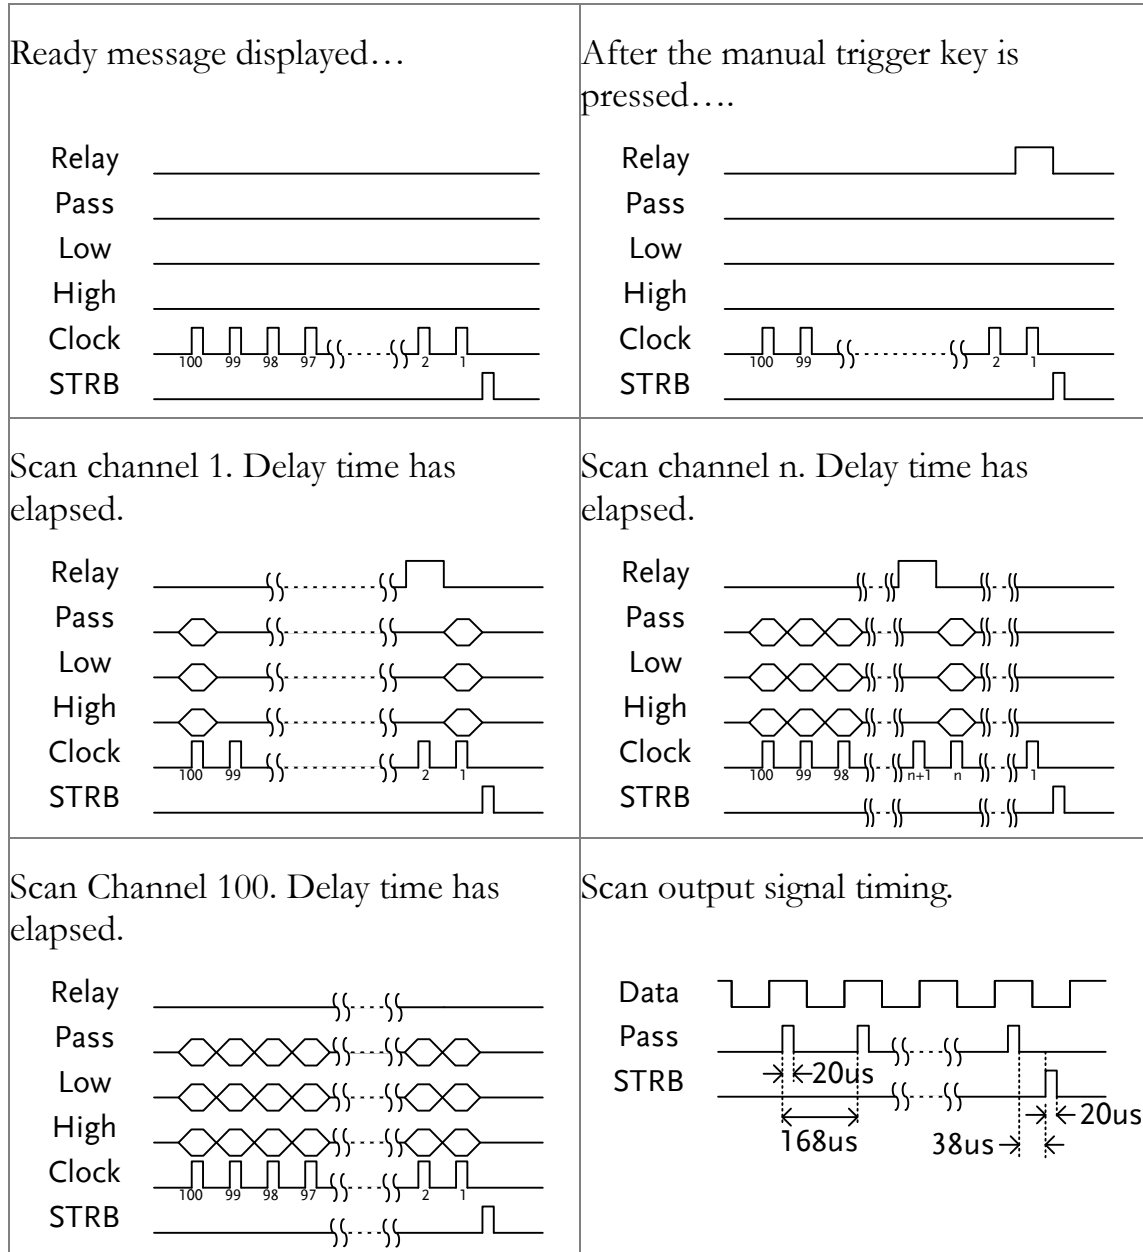 Ready message displayed…
Relay
Pass
Low
High
Clock
100 99 98 97 2 1
STRB
After the manual trigger key is
pressed….
Relay
Pass
Low
High
Clock
100 99 2 1
STRB
Scan channel 1. Delay time has
elapsed.
Relay
Pass
Low
High
Clock
100 99 2 1
STRB
Scan channel n. Delay time has
elapsed.
Relay
Pass
Low
High
Clock
100 99 98 n+1 n 1
STRB
Scan Channel 100. Delay time has
elapsed.
Relay
Pass
Low
High
Clock
100 99 98 97 2 1
STRB
Scan output signal timing.
Data
Pass
STRB
20us
20us
168us
38us